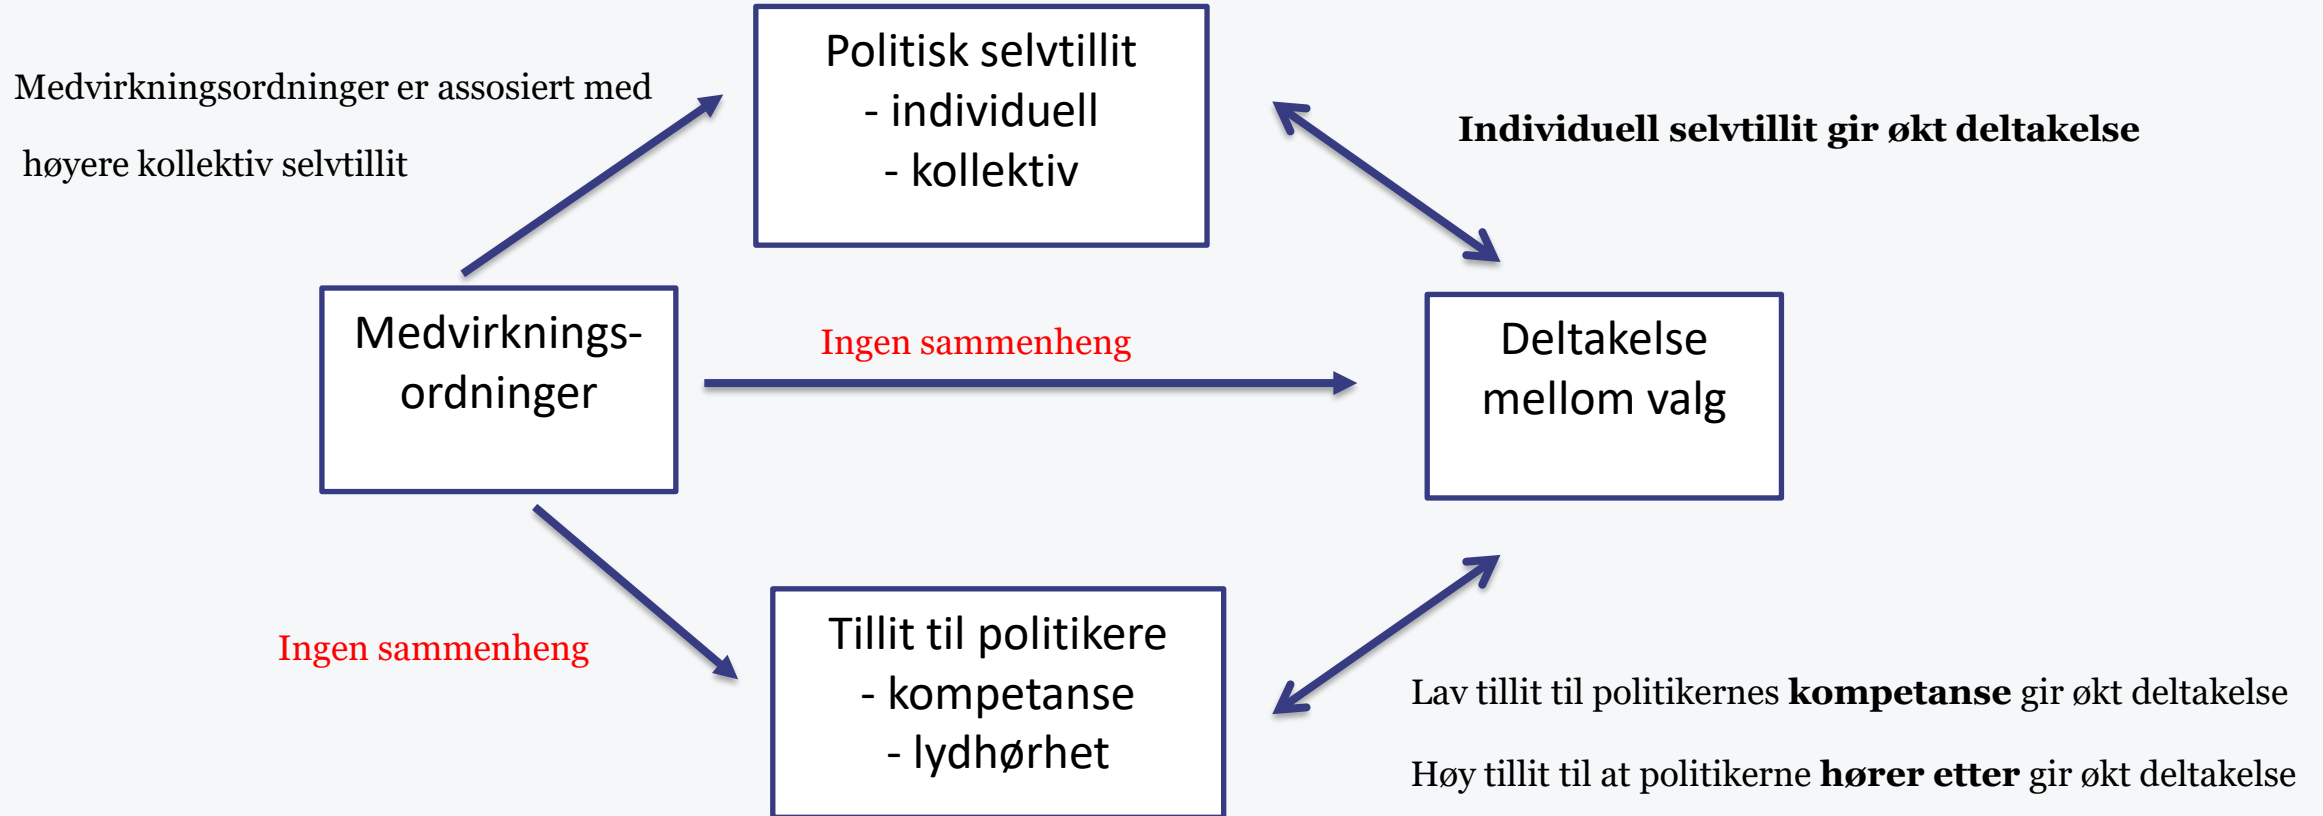 Politisk selvtillit
- individuell
- kollektiv
Medvirkningsordninger er assosiert med
høyere kollektiv selvtillit
Individuell selvtillit gir økt deltakelse
Medvirknings-
ordninger
Ingen sammenheng
Deltakelse
mellom valg
Ingen sammenheng
Tillit til politikere
- kompetanse
- lydhørhet
Lav tillit til politikernes kompetanse gir økt deltakelse
Høy tillit til at politikerne hører etter gir økt deltakelse